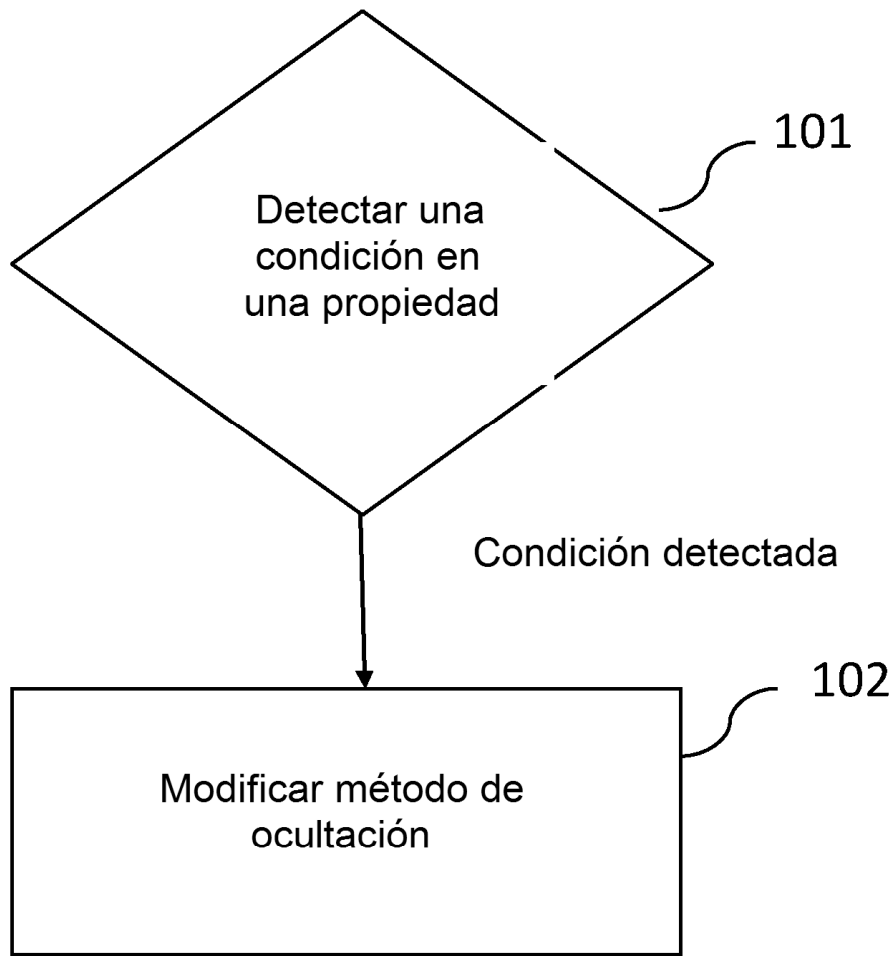 101
Detectar una
condición en
una propiedad
Condición detectada
102
Modificar método de
ocultación